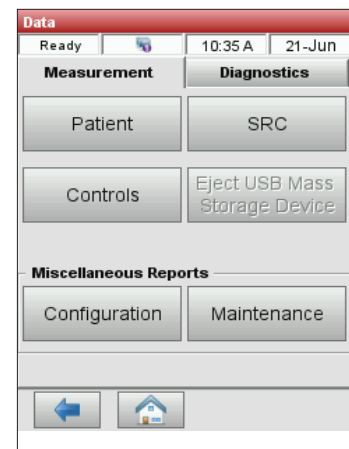 Data
Ready 10:35 A 21-Jun
Measurement Diagnostics
Patient SRC
Controls Eject USB Mass
Storage Device
Miscellaneous Reports
Configuration Maintenance